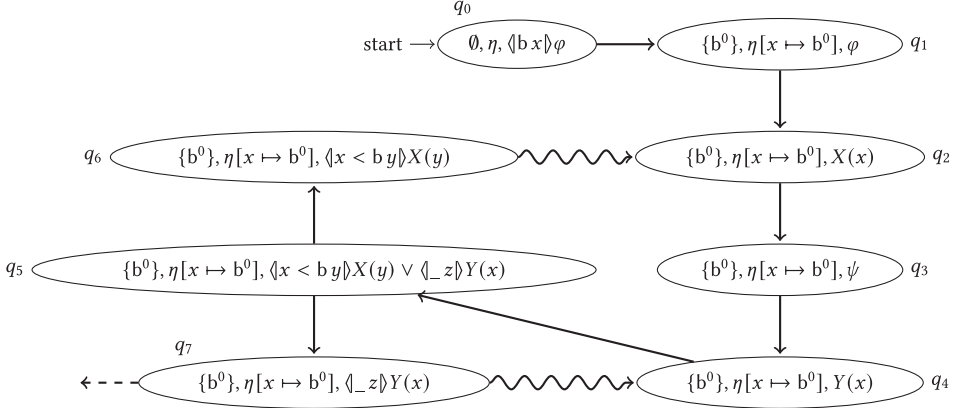 q₀
start ∅, η, ⦉b x⦊φ {b⁰}, η[x ↦ b⁰], φ q₁
q₆ {b⁰}, η[x ↦ b⁰], ⦉x < b y⦊X(y) {b⁰}, η[x ↦ b⁰], X(x) q₂
q₅ {b⁰}, η[x ↦ b⁰], ⦉x < b y⦊X(y) ∨ ⦉_ z⦊Y(x) {b⁰}, η[x ↦ b⁰], ψ q₃
q₇
{b⁰}, η[x ↦ b⁰], ⦉_ z⦊Y(x) {b⁰}, η[x ↦ b⁰], Y(x) q₄